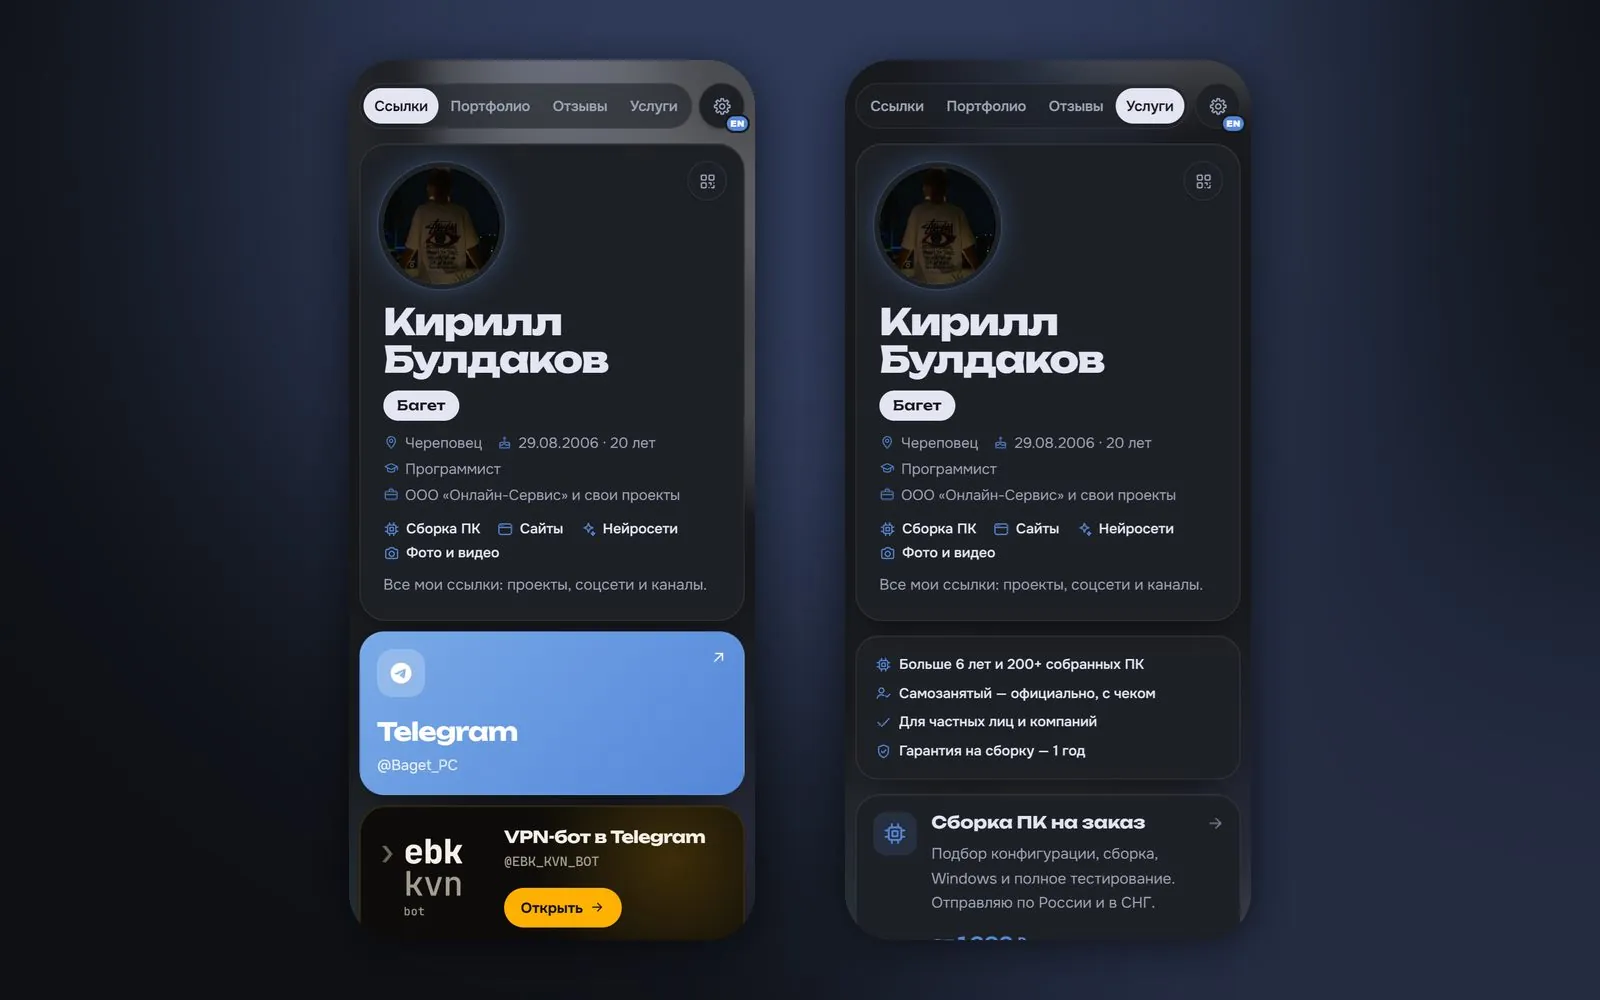 Ссылки Портфолио Отзывы Услуги
EN
Кирилл
Булдаков
Багет
Череповец 29.08.2006 · 20 лет
Программист
ООО «Онлайн-Сервис» и свои проекты
Сборка ПК Сайты Нейросети
Фото и видео
Все мои ссылки: проекты, соцсети и каналы.
Telegram
@Baget_PC
ebk
kvn
bot
VPN-бот в Telegram
@EBK_KVN_BOT
Открыть →
Ссылки Портфолио Отзывы Услуги
EN
Кирилл
Булдаков
Багет
Череповец 29.08.2006 · 20 лет
Программист
ООО «Онлайн-Сервис» и свои проекты
Сборка ПК Сайты Нейросети
Фото и видео
Все мои ссылки: проекты, соцсети и каналы.
Больше 6 лет и 200+ собранных ПК
Самозанятый — официально, с чеком
Для частных лиц и компаний
Гарантия на сборку — 1 год
Сборка ПК на заказ
Подбор конфигурации, сборка,
Windows и полное тестирование.
Отправляю по России и в СНГ.